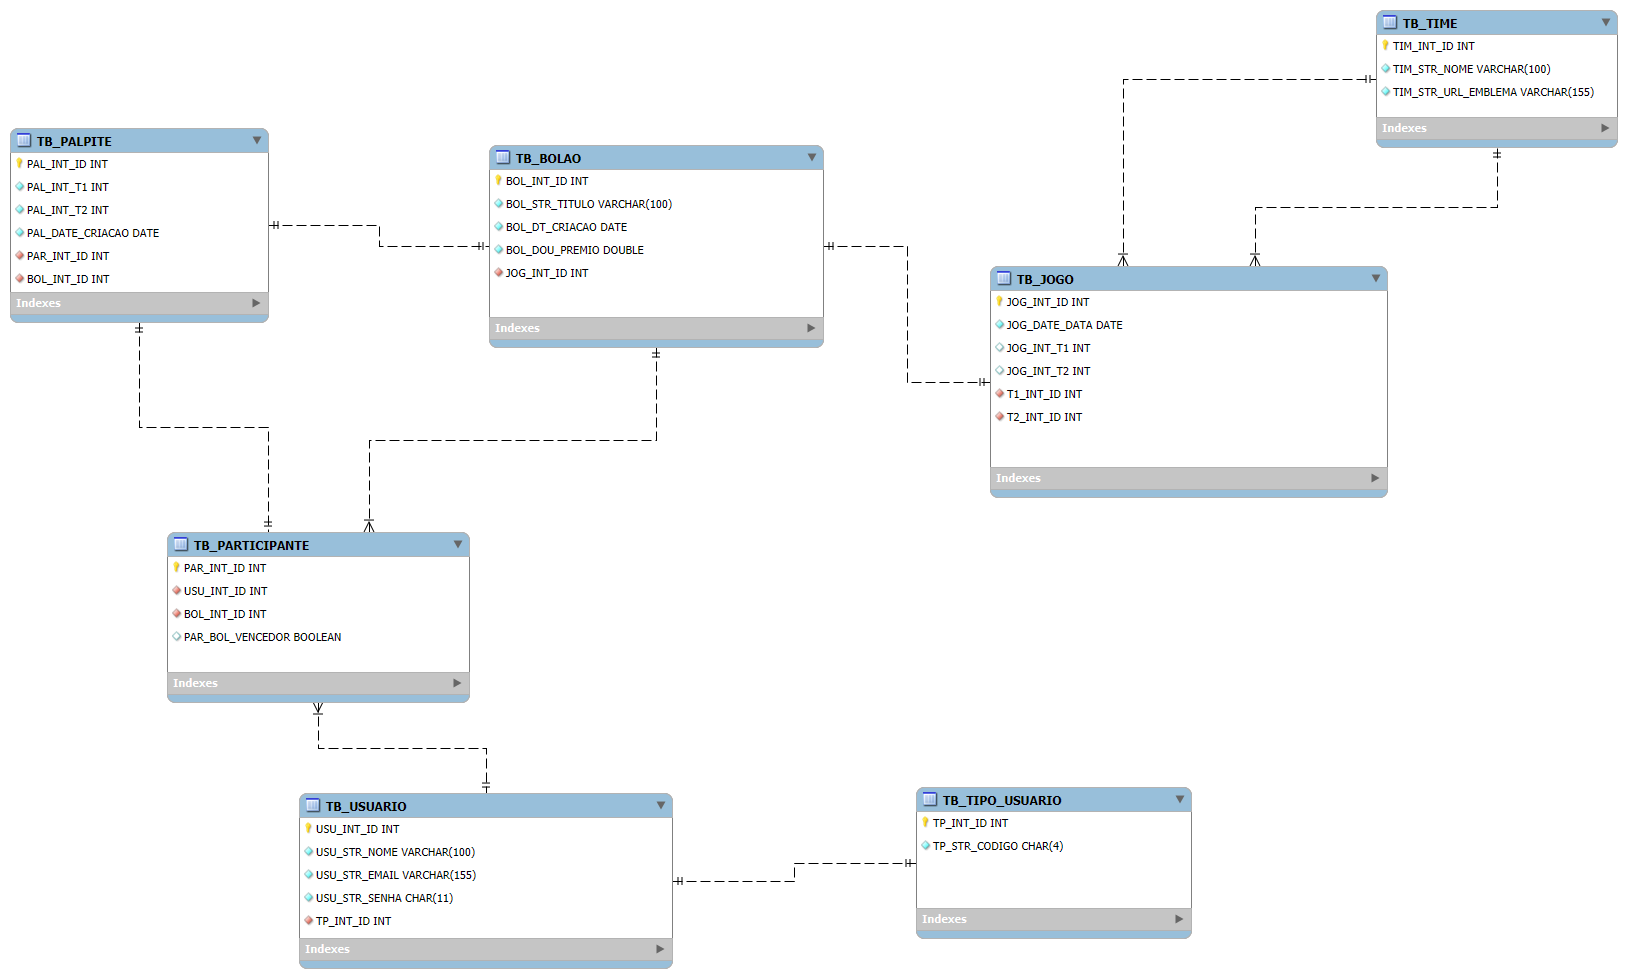 TB_TIME
TIM_INT_ID INT
TIM_STR_NOME VARCHAR(100)
TIM_STR_URL_EMBLEMA VARCHAR(155)
Indexes
TB_PALPITE
PAL_INT_ID INT
PAL_INT_T1 INT
PAL_INT_T2 INT
PAL_DATE_CRIACAO DATE
PAR_INT_ID INT
BOL_INT_ID INT
Indexes
TB_BOLAO
BOL_INT_ID INT
BOL_STR_TITULO VARCHAR(100)
BOL_DT_CRIACAO DATE
BOL_DOU_PREMIO DOUBLE
JOG_INT_ID INT
Indexes
TB_JOGO
JOG_INT_ID INT
JOG_DATE_DATA DATE
JOG_INT_T1 INT
JOG_INT_T2 INT
T1_INT_ID INT
T2_INT_ID INT
Indexes
TB_PARTICIPANTE
PAR_INT_ID INT
USU_INT_ID INT
BOL_INT_ID INT
PAR_BOL_VENCEDOR BOOLEAN
Indexes
TB_USUARIO
USU_INT_ID INT
USU_STR_NOME VARCHAR(100)
USU_STR_EMAIL VARCHAR(155)
USU_STR_SENHA CHAR(11)
TP_INT_ID INT
Indexes
TB_TIPO_USUARIO
TP_INT_ID INT
TP_STR_CODIGO CHAR(4)
Indexes